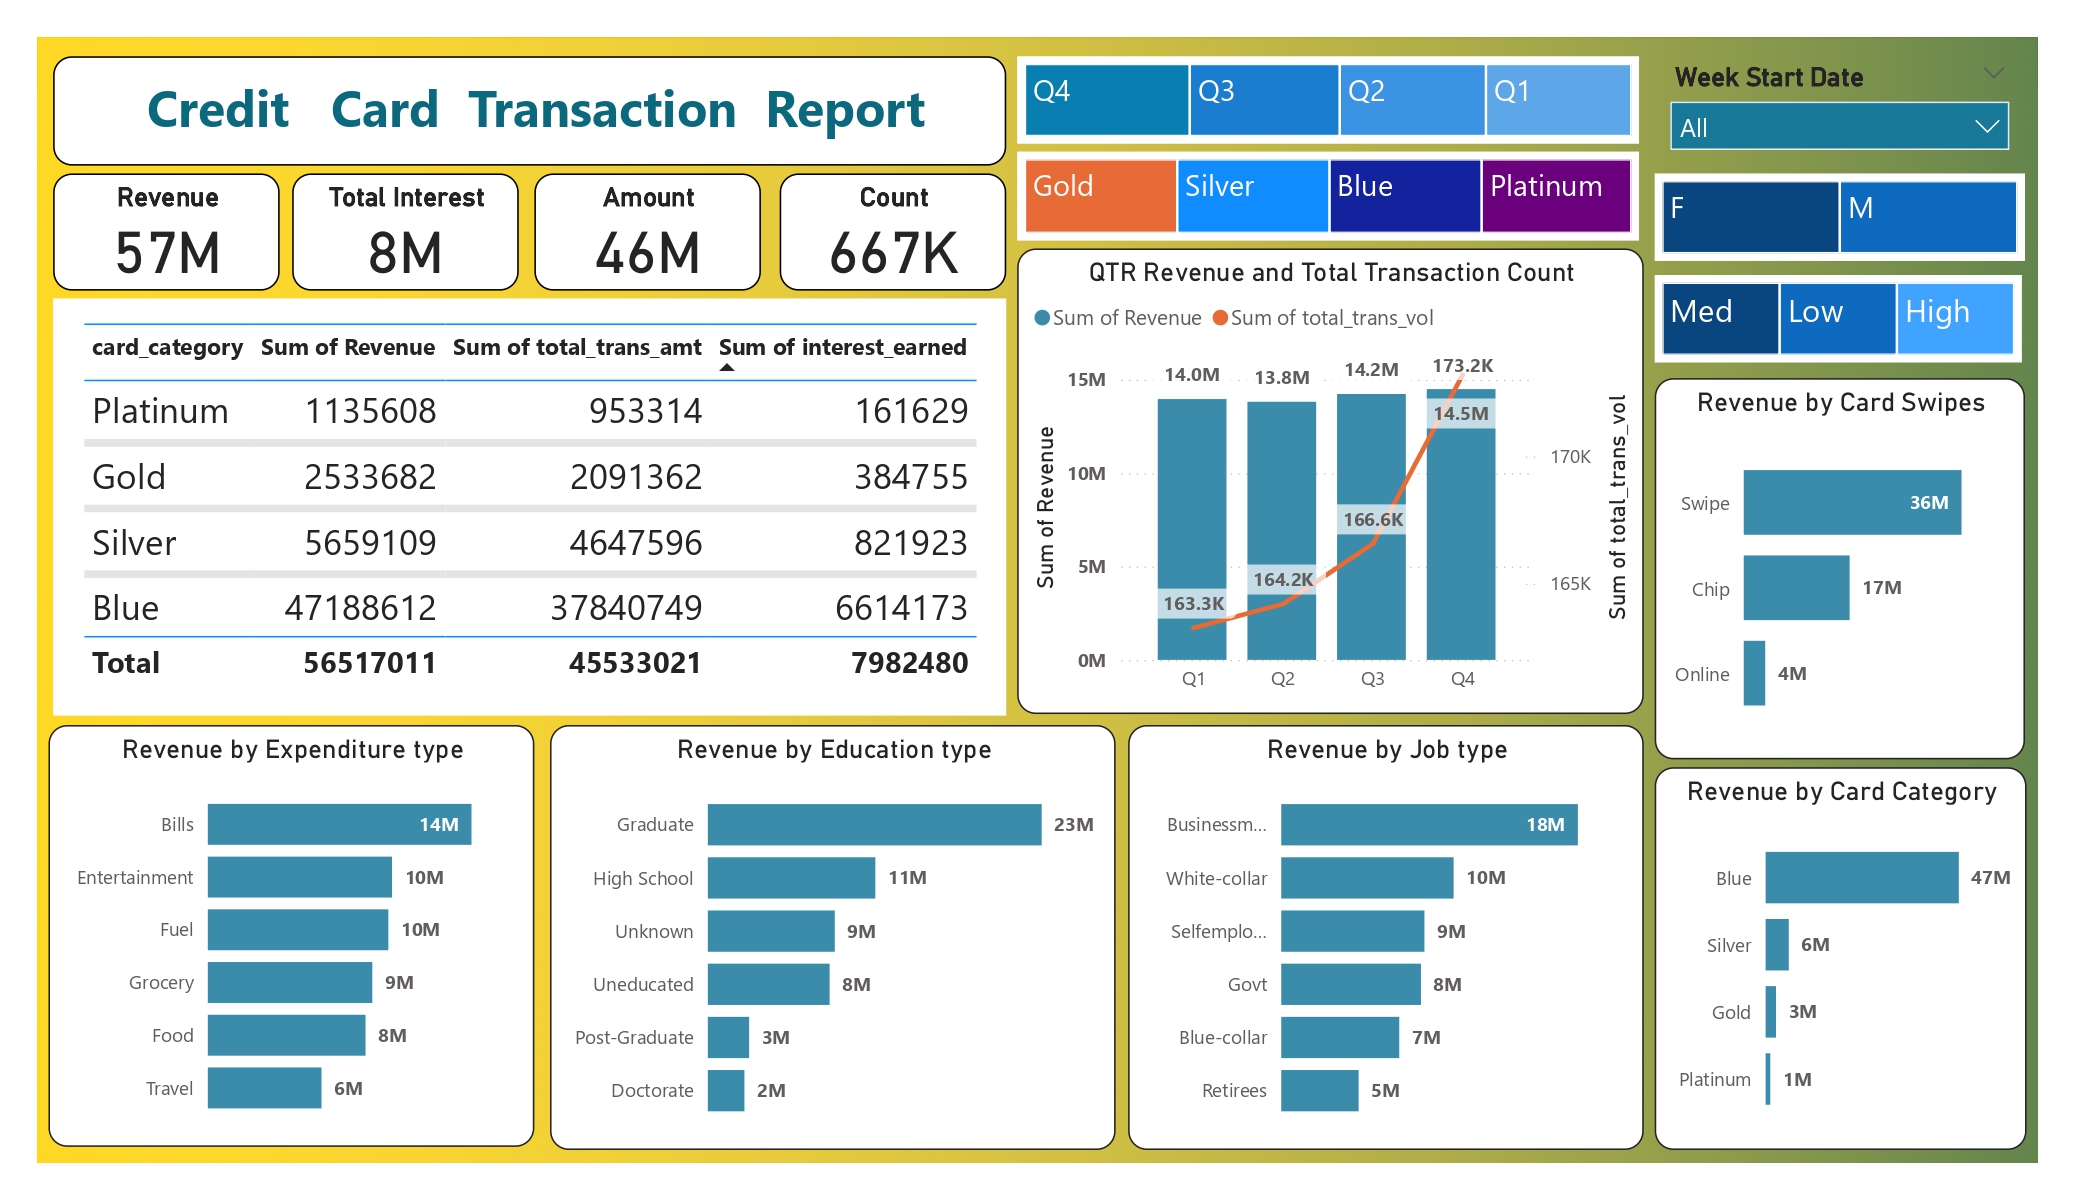 Credit Card Transaction Report
Revenue
57M
Total Interest
8M
Amount
46M
Count
667K
card_category Sum of Revenue Sum of total_trans_amt Sum of interest_earned
Platinum 1135608 953314 161629
Gold 2533682 2091362 384755
Silver 5659109 4647596 821923
Blue 47188612 37840749 6614173
Total 56517011 45533021 7982480
Q4 Q3 Q2 Q1
Gold Silver Blue Platinum
Week Start Date
All
F M
Med Low High
QTR Revenue and Total Transaction Count
Sum of Revenue Sum of total_trans_vol
Sum of Revenue
15M
10M
5M
0M
14.0M 13.8M 14.2M 14.5M
163.3K 164.2K 166.6K 173.2K
170K
165K
Sum of total_trans_vol
Q1 Q2 Q3 Q4
Revenue by Card Swipes
Swipe 36M
Chip 17M
Online 4M
Revenue by Expenditure type
Bills 14M
Entertainment 10M
Fuel 10M
Grocery 9M
Food 8M
Travel 6M
Revenue by Education type
Graduate 23M
High School 11M
Unknown 9M
Uneducated 8M
Post-Graduate 3M
Doctorate 2M
Revenue by Job type
Businessm... 18M
White-collar 10M
Selfemplo... 9M
Govt 8M
Blue-collar 7M
Retirees 5M
Revenue by Card Category
Blue 47M
Silver 6M
Gold 3M
Platinum 1M